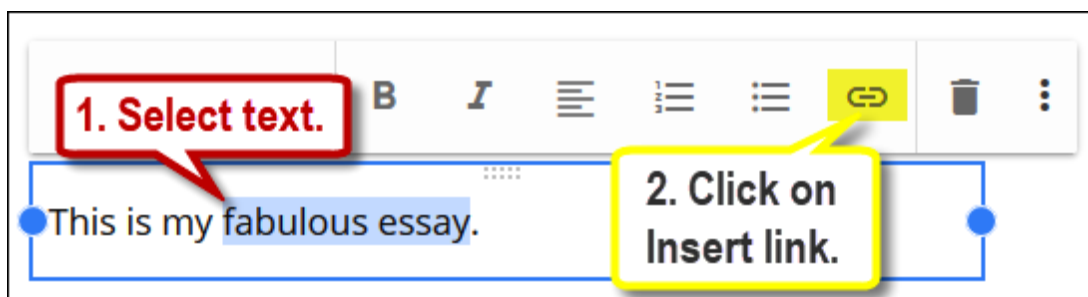 1. Select text.
B I
2. Click on
Insert link.
This is my fabulous essay.